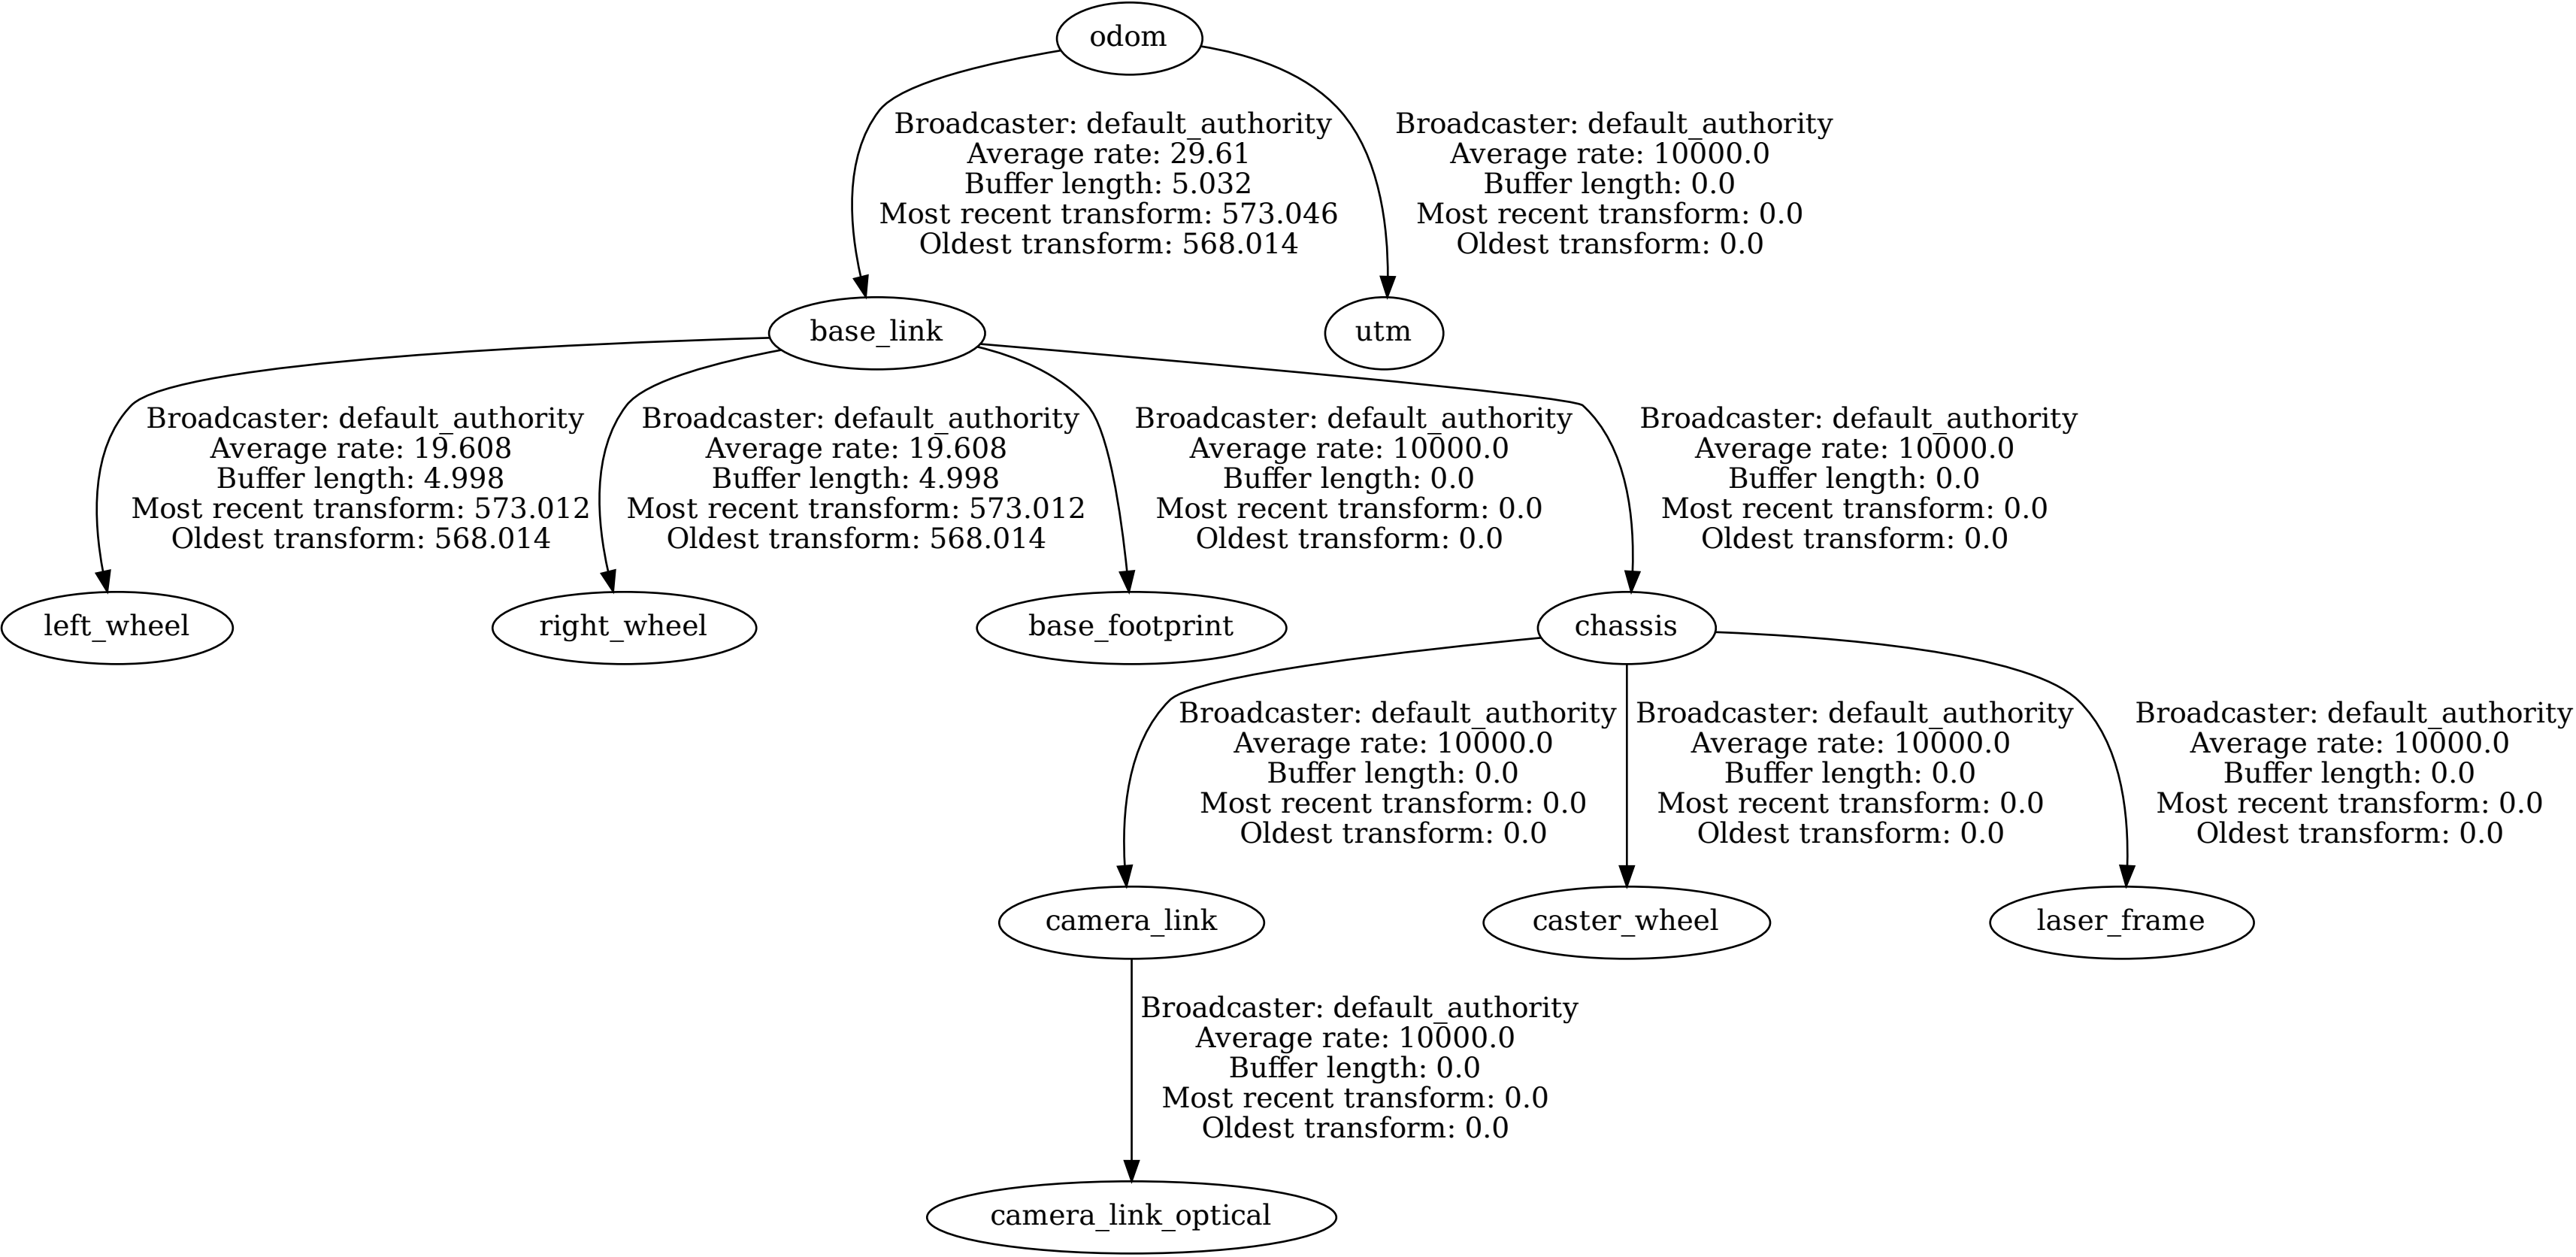 odom
Broadcaster: default_authority
Average rate: 29.61
Buffer length: 5.032
Most recent transform: 573.046
Oldest transform: 568.014
Broadcaster: default_authority
Average rate: 10000.0
Buffer length: 0.0
Most recent transform: 0.0
Oldest transform: 0.0
base_link
utm
Broadcaster: default_authority
Average rate: 19.608
Buffer length: 4.998
Most recent transform: 573.012
Oldest transform: 568.014
Broadcaster: default_authority
Average rate: 19.608
Buffer length: 4.998
Most recent transform: 573.012
Oldest transform: 568.014
Broadcaster: default_authority
Average rate: 10000.0
Buffer length: 0.0
Most recent transform: 0.0
Oldest transform: 0.0
Broadcaster: default_authority
Average rate: 10000.0
Buffer length: 0.0
Most recent transform: 0.0
Oldest transform: 0.0
left_wheel
right_wheel
base_footprint
chassis
Broadcaster: default_authority
Average rate: 10000.0
Buffer length: 0.0
Most recent transform: 0.0
Oldest transform: 0.0
Broadcaster: default_authority
Average rate: 10000.0
Buffer length: 0.0
Most recent transform: 0.0
Oldest transform: 0.0
Broadcaster: default_authority
Average rate: 10000.0
Buffer length: 0.0
Most recent transform: 0.0
Oldest transform: 0.0
camera_link
caster_wheel
laser_frame
Broadcaster: default_authority
Average rate: 10000.0
Buffer length: 0.0
Most recent transform: 0.0
Oldest transform: 0.0
camera_link_optical